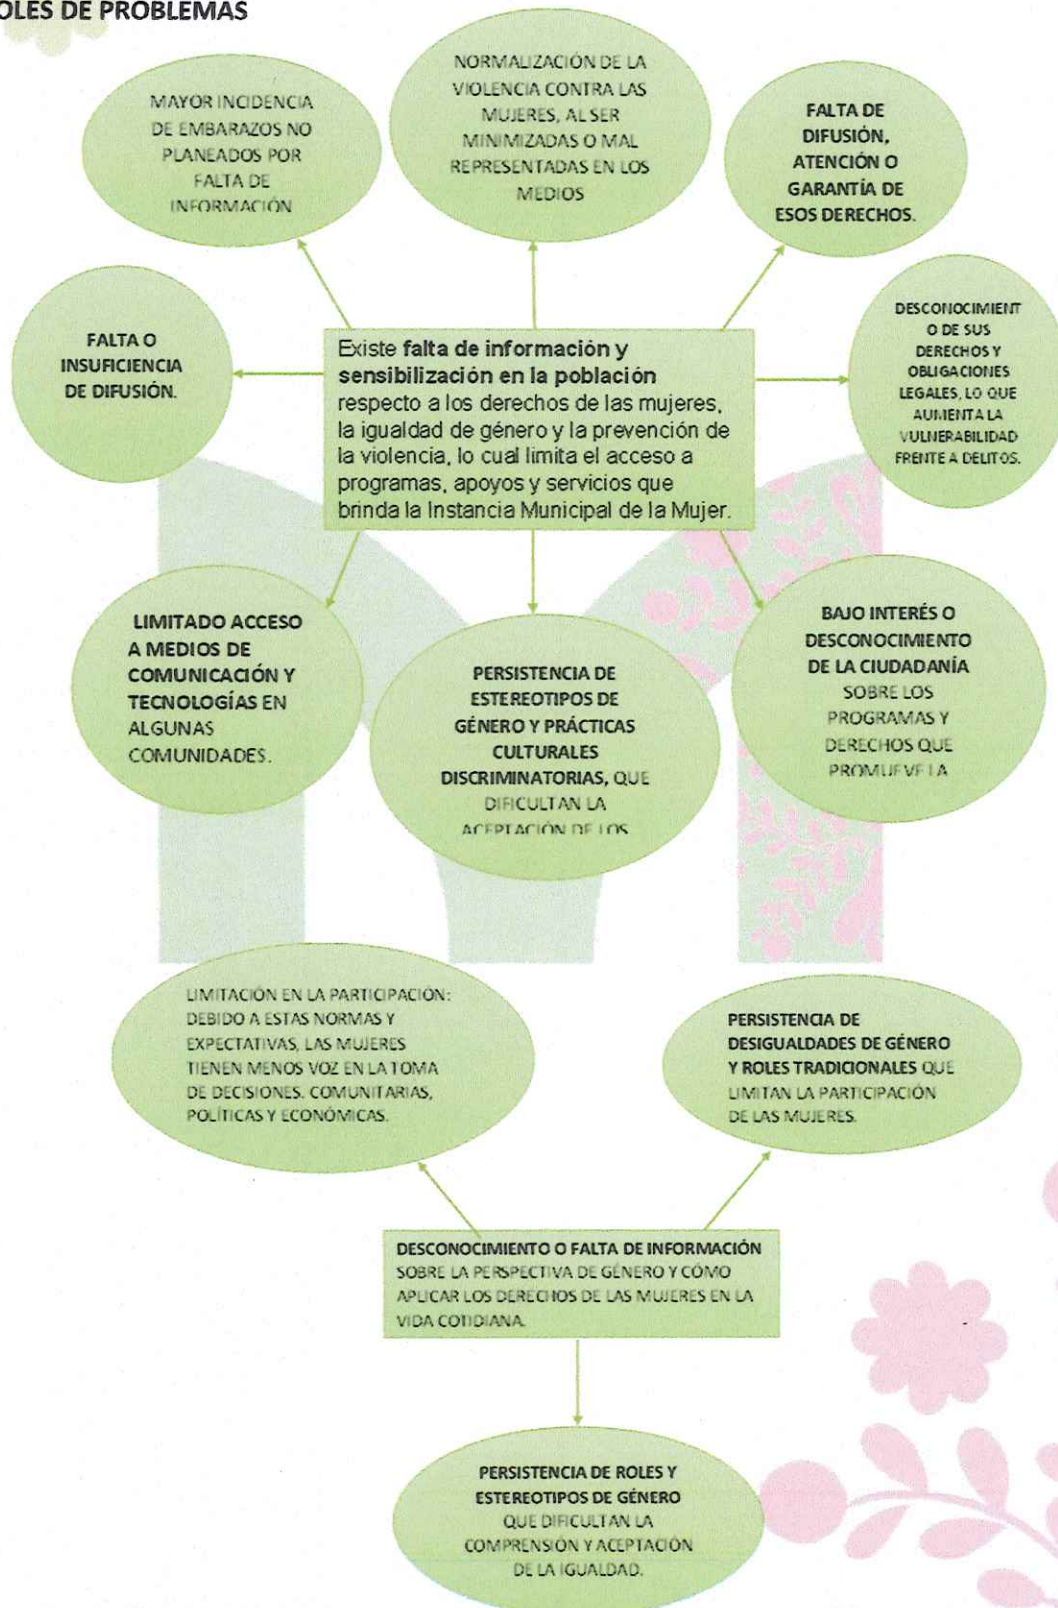 OLES DE PROBLEMAS
MAYOR INCIDENCIA
DE EMBARAZOS NO
PLANEADOS POR
FALTA DE
INFORMACIÓN
NORMALIZACIÓN DE LA
VIOLENCIA CONTRA LAS
MUJERES, AL SER
MINIMIZADAS O MAL
REPRESENTADAS EN LOS
MEDIOS
FALTA DE
DIFUSIÓN,
ATENCIÓN O
GARANTÍA DE
ESOS DERECHOS.
FALTA O
INSUFICIENCIA
DE DIFUSIÓN.
Existe falta de información y
sensibilización en la población
respecto a los derechos de las mujeres,
la igualdad de género y la prevención de
la violencia, lo cual limita el acceso a
programas, apoyos y servicios que
brinda la Instancia Municipal de la Mujer.
DESCONOCIMIENT
O DE SUS
DERECHOS Y
OBLIGACIONES
LEGALES, LO QUE
AUMENTA LA
VULNERABILIDAD
FRENTE A DELITOS.
LIMITADO ACCESO
A MEDIOS DE
COMUNICACIÓN Y
TECNOLOGÍAS EN
ALGUNAS
COMUNIDADES.
PERSISTENCIA DE
ESTEREOTIPOS DE
GÉNERO Y PRÁCTICAS
CULTURALES
DISCRIMINATORIAS, QUE
DIFICULTAN LA
ACEPTACIÓN DE LOS
BAJO INTERÉS O
DESCONOCIMIENTO
DE LA CIUDADANÍA
SOBRE LOS
PROGRAMAS Y
DERECHOS QUE
PROMUEVE LA
LIMITACIÓN EN LA PARTICIPACIÓN:
DEBIDO A ESTAS NORMAS Y
EXPECTATIVAS, LAS MUJERES
TIENEN MENOS VOZ EN LA TOMA
DE DECISIONES. COMUNITARIAS,
POLÍTICAS Y ECONÓMICAS.
PERSISTENCIA DE
DESIGUALDADES DE GÉNERO
Y ROLES TRADICIONALES QUE
LIMITAN LA PARTICIPACIÓN
DE LAS MUJERES.
DESCONOCIMIENTO O FALTA DE INFORMACIÓN
SOBRE LA PERSPECTIVA DE GÉNERO Y CÓMO
APLICAR LOS DERECHOS DE LAS MUJERES EN LA
VIDA COTIDIANA.
PERSISTENCIA DE ROLES Y
ESTEREOTIPOS DE GÉNERO
QUE DIFICULTAN LA
COMPRENSIÓN Y ACEPTACIÓN
DE LA IGUALDAD.